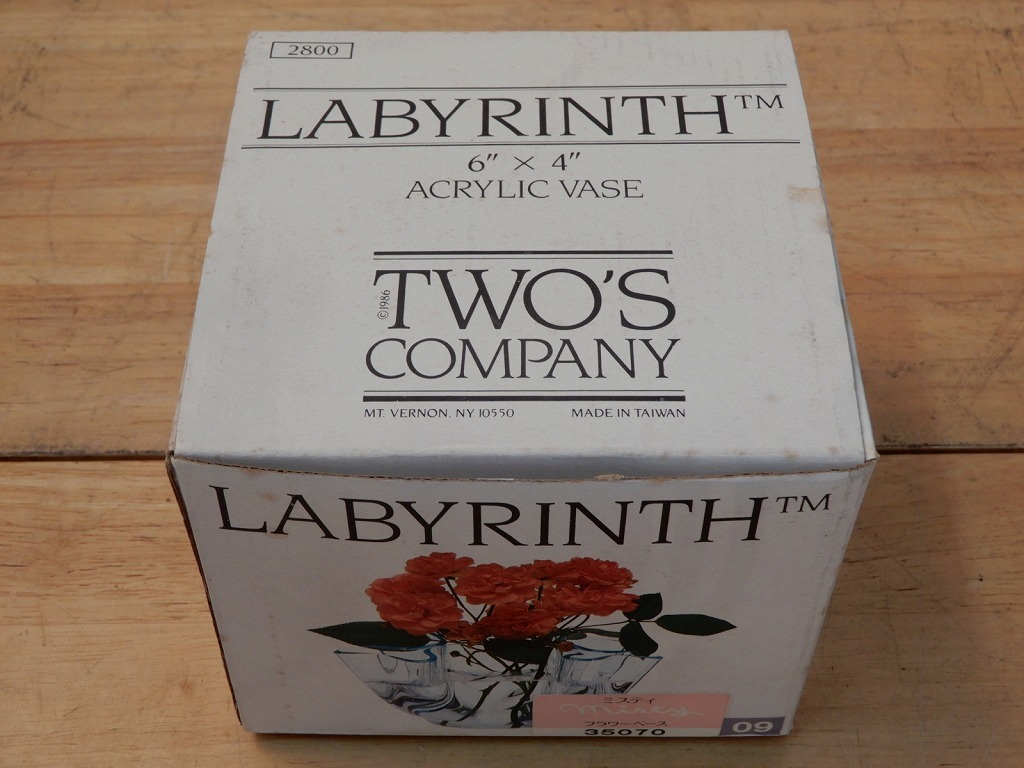 2800
LABYRINTH™
6" × 4"
ACRYLIC VASE
©1986
TWO'S
COMPANY
MT. VERNON, NY 10550 MADE IN TAIWAN
LABYRINTH™
ミスティ
Misty
フラワーベース
35070
09